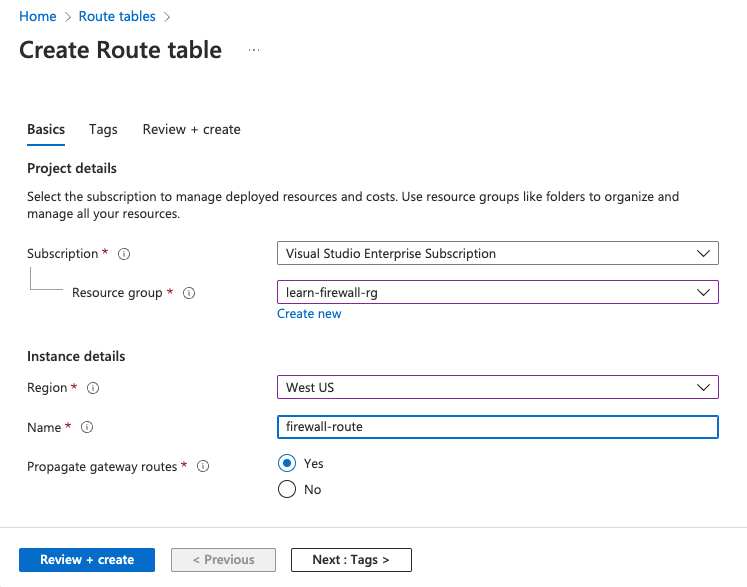 Home > Route tables >
Create Route table ...
Basics Tags Review + create
Project details
Select the subscription to manage deployed resources and costs. Use resource groups like folders to organize and
manage all your resources.
Subscription * Visual Studio Enterprise Subscription
Resource group * learn-firewall-rg
Create new
Instance details
Region * West US
Name * firewall-route
Propagate gateway routes * Yes
No
Review + create < Previous Next : Tags >